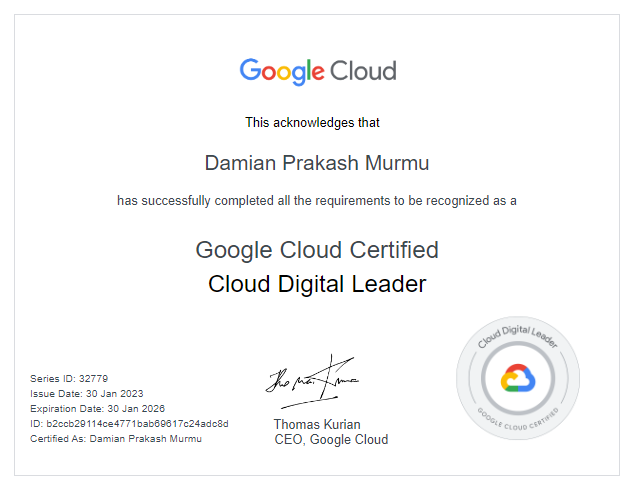 Google Cloud
This acknowledges that
Damian Prakash Murmu
has successfully completed all the requirements to be recognized as a
Google Cloud Certified
Cloud Digital Leader
Cloud Digital Leader
GOOGLE CLOUD CERTIFIED
Series ID: 32779
Issue Date: 30 Jan 2023
Expiration Date: 30 Jan 2026
ID: b2ccb29114ce4771bab69617c24adc8d
Certified As: Damian Prakash Murmu
Thomas Kurian
CEO, Google Cloud